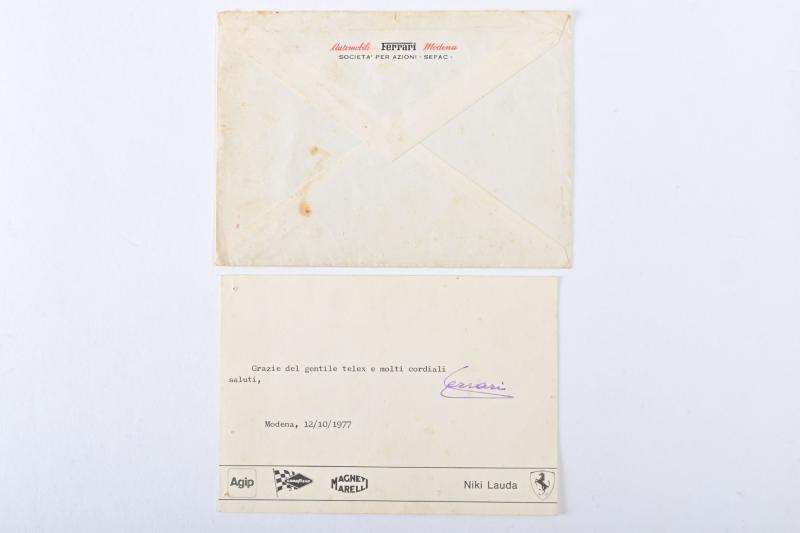 Automobili Ferrari Modena
SOCIETA' PER AZIONI - SEFAC -
Grazie del gentile telex e molti cordiali
saluti,
Ferrari
Modena, 12/10/1977
Agip GOODYEAR MAGNETI MARELLI Niki Lauda